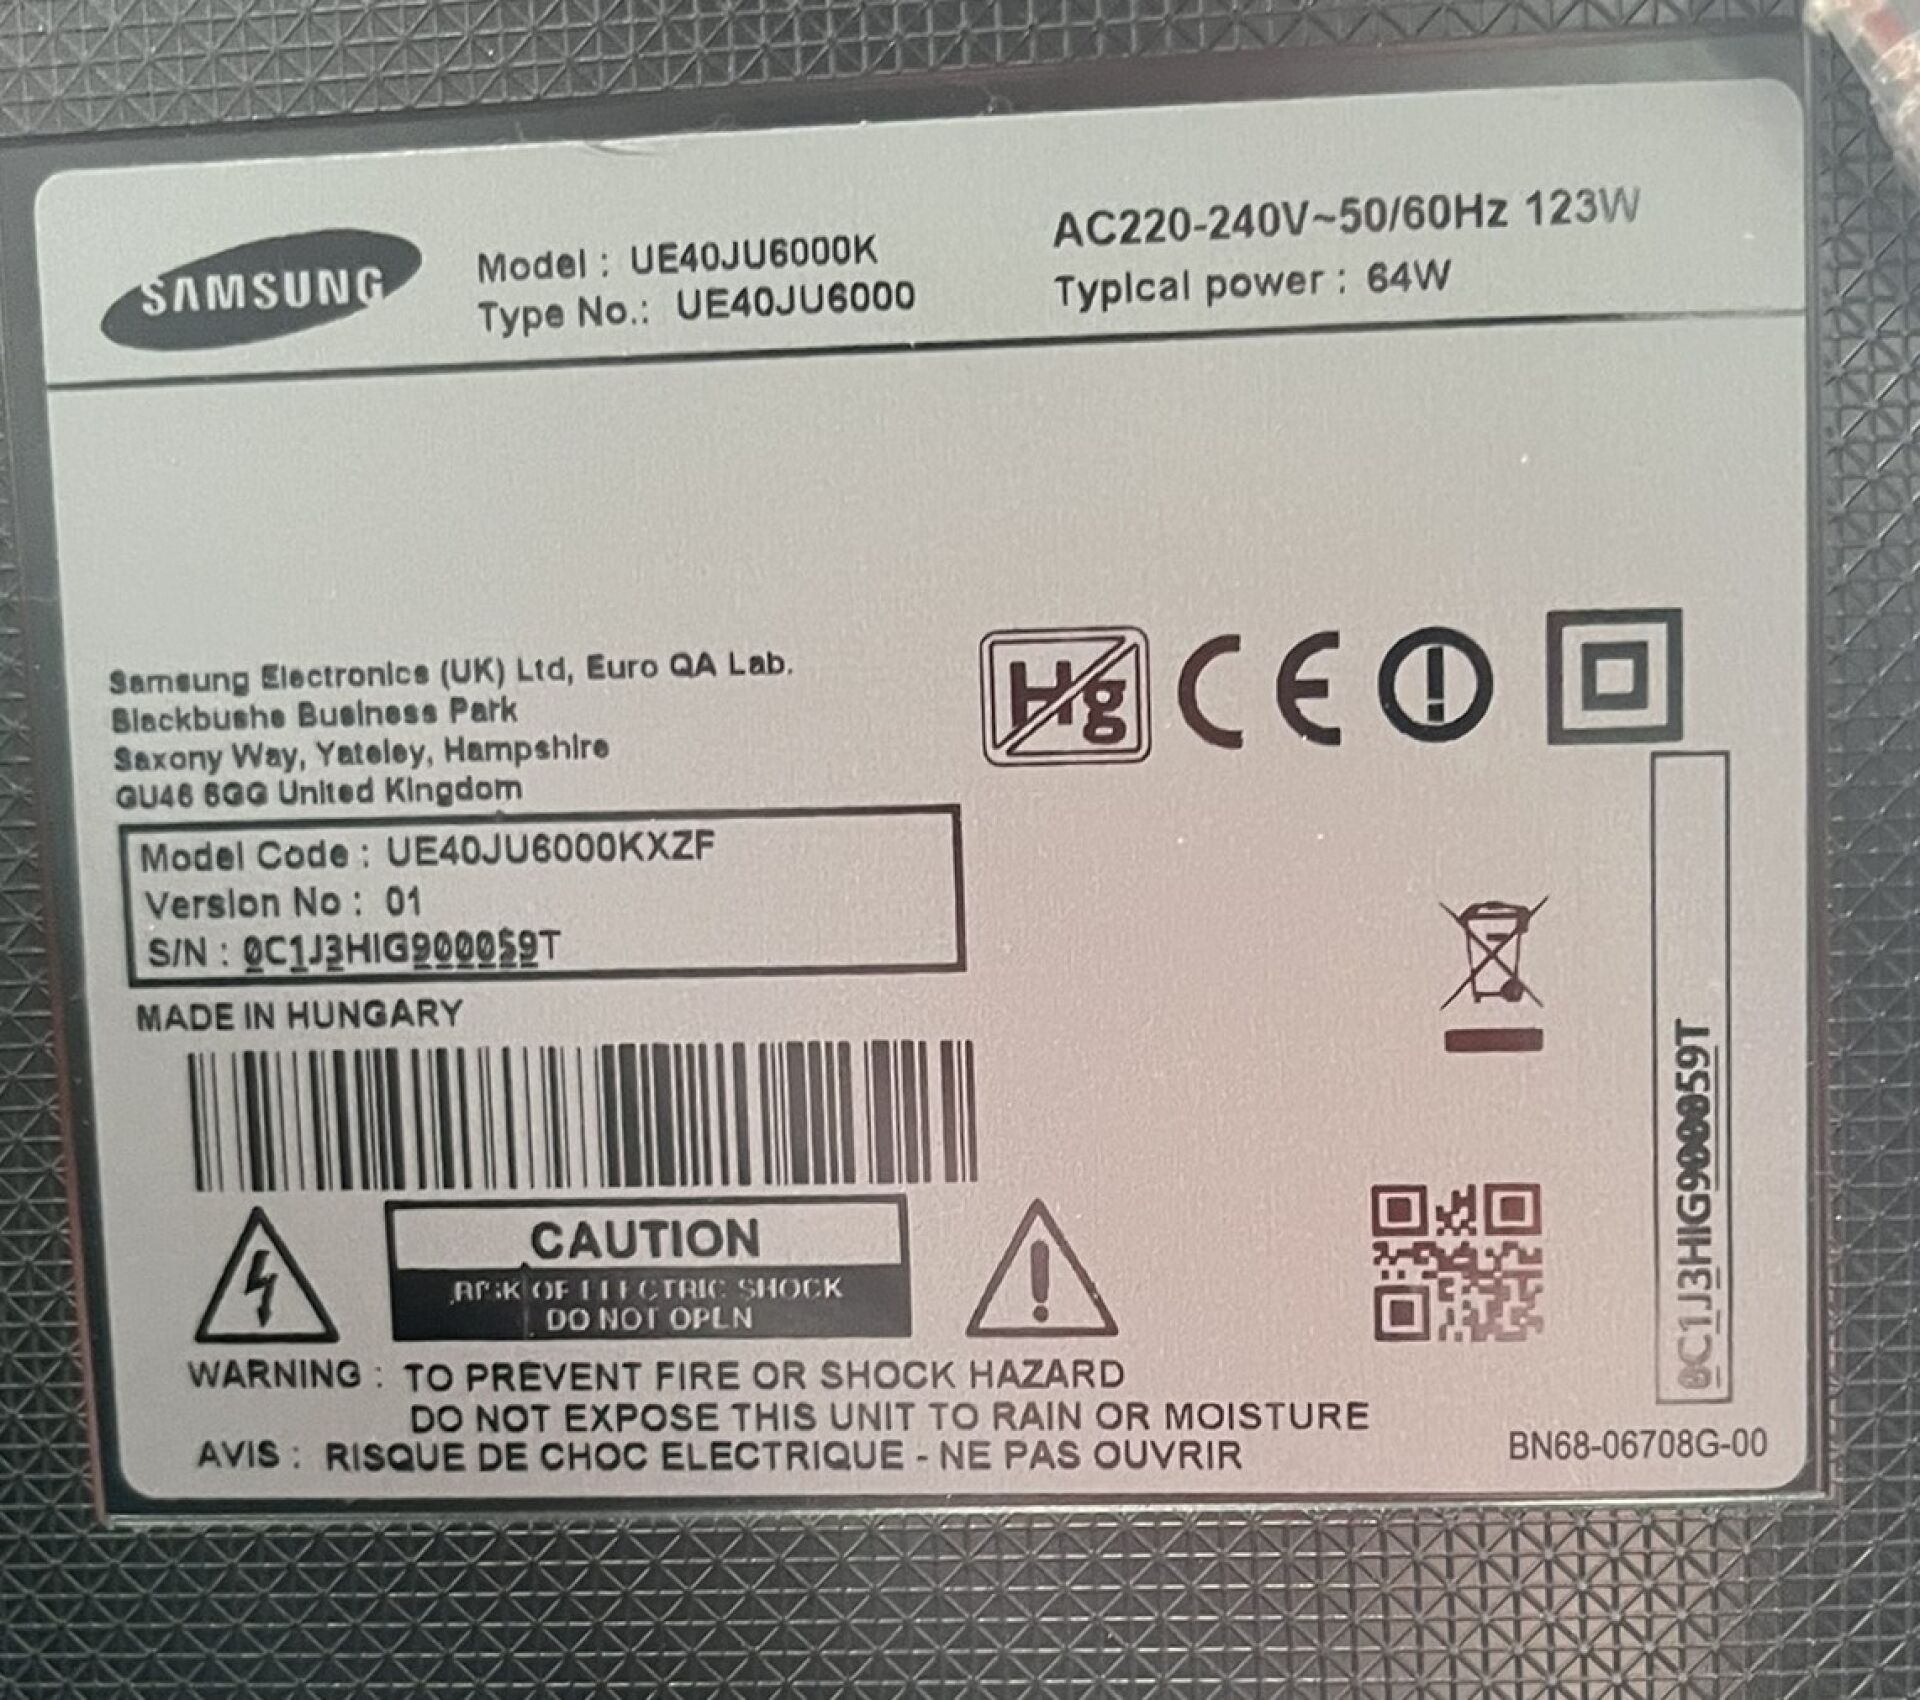 SAMSUNG
Model : UE40JU6000K
Type No.: UE40JU6000
AC220-240V~50/60Hz 123W
Typical power : 64W
Samsung Electronics (UK) Ltd, Euro QA Lab.
Blackbushe Business Park
Saxony Way, Yateley, Hampshire
GU46 6GG United Kingdom
Hg
CE
Model Code : UE40JU6000KXZF
Version No : 01
S/N : 0C1J3HIG900059T
MADE IN HUNGARY
0C1J3HIG900059T
CAUTION
RISK OF ELECTRIC SHOCK
DO NOT OPEN
WARNING : TO PREVENT FIRE OR SHOCK HAZARD
DO NOT EXPOSE THIS UNIT TO RAIN OR MOISTURE
AVIS : RISQUE DE CHOC ELECTRIQUE - NE PAS OUVRIR
BN68-06708G-00